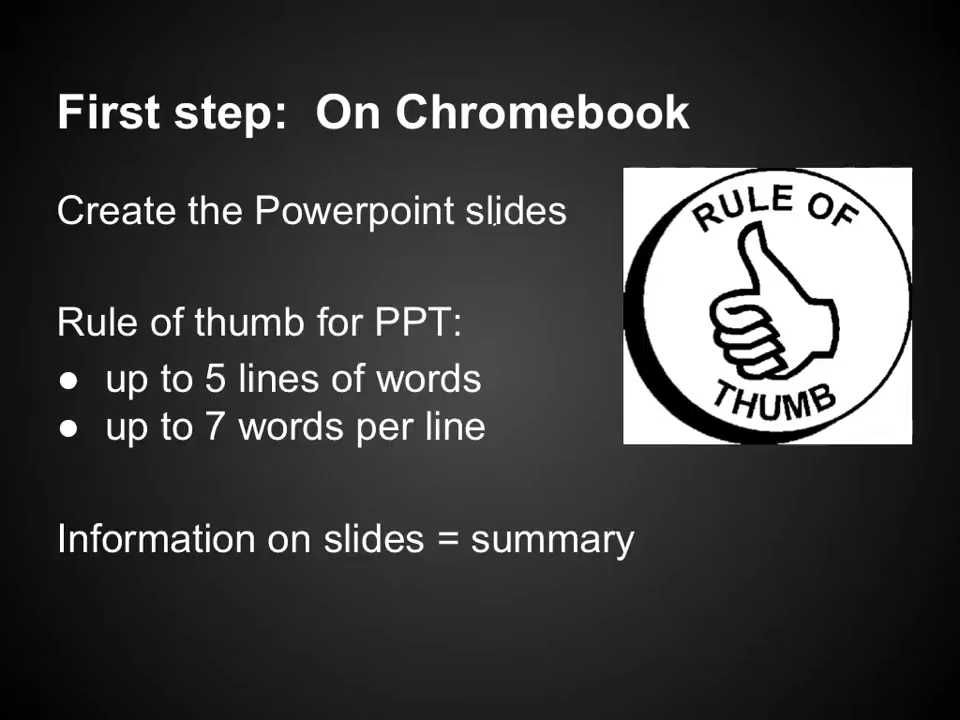 First step:  On Chromebook
Create the Powerpoint slides
Rule of thumb for PPT:
● up to 5 lines of words
● up to 7 words per line
Information on slides = summary
RULE OF
THUMB